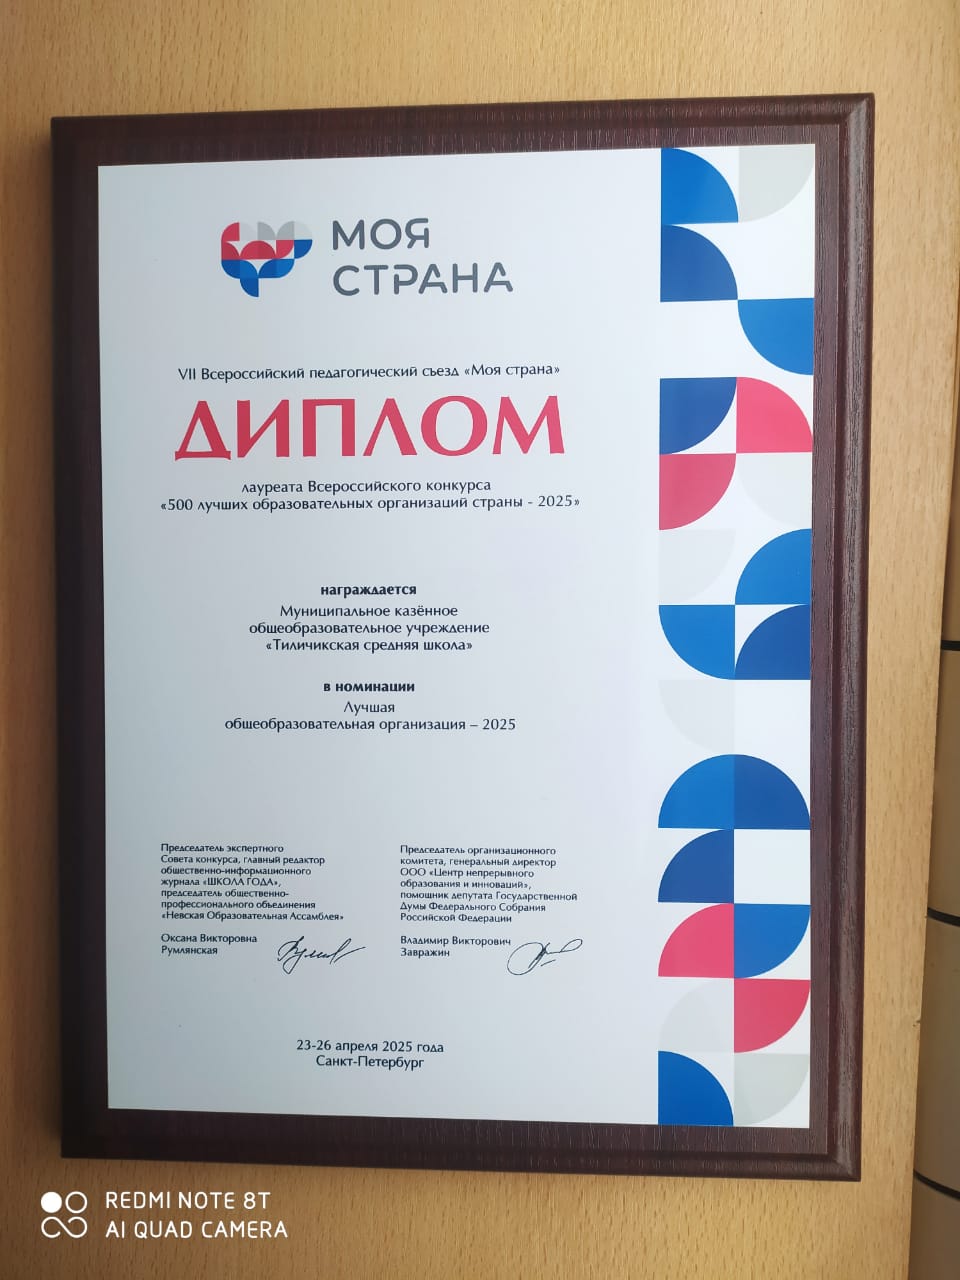 МОЯ
СТРАНА
VII Всероссийский педагогический съезд «Моя страна»
ДИПЛОМ
лауреата Всероссийского конкурса
«500 лучших образовательных организаций страны - 2025»
награждается
Муниципальное казённое
общеобразовательное учреждение
«Тиличикская средняя школа»
в номинации
Лучшая
общеобразовательная организация – 2025
Председатель экспертного
Совета конкурса, главный редактор
общественно-информационного
журнала «ШКОЛА ГОДА»,
председатель общественно-
профессионального объединения
«Невская Образовательная Ассамблея»
Оксана Викторовна
Румлянская
Председатель организационного
комитета, генеральный директор
ООО «Центр непрерывного
образования и инноваций»,
помощник депутата Государственной
Думы Федерального Собрания
Российской Федерации
Владимир Викторович
Завражин
23-26 апреля 2025 года
Санкт-Петербург
REDMI NOTE 8T
AI QUAD CAMERA